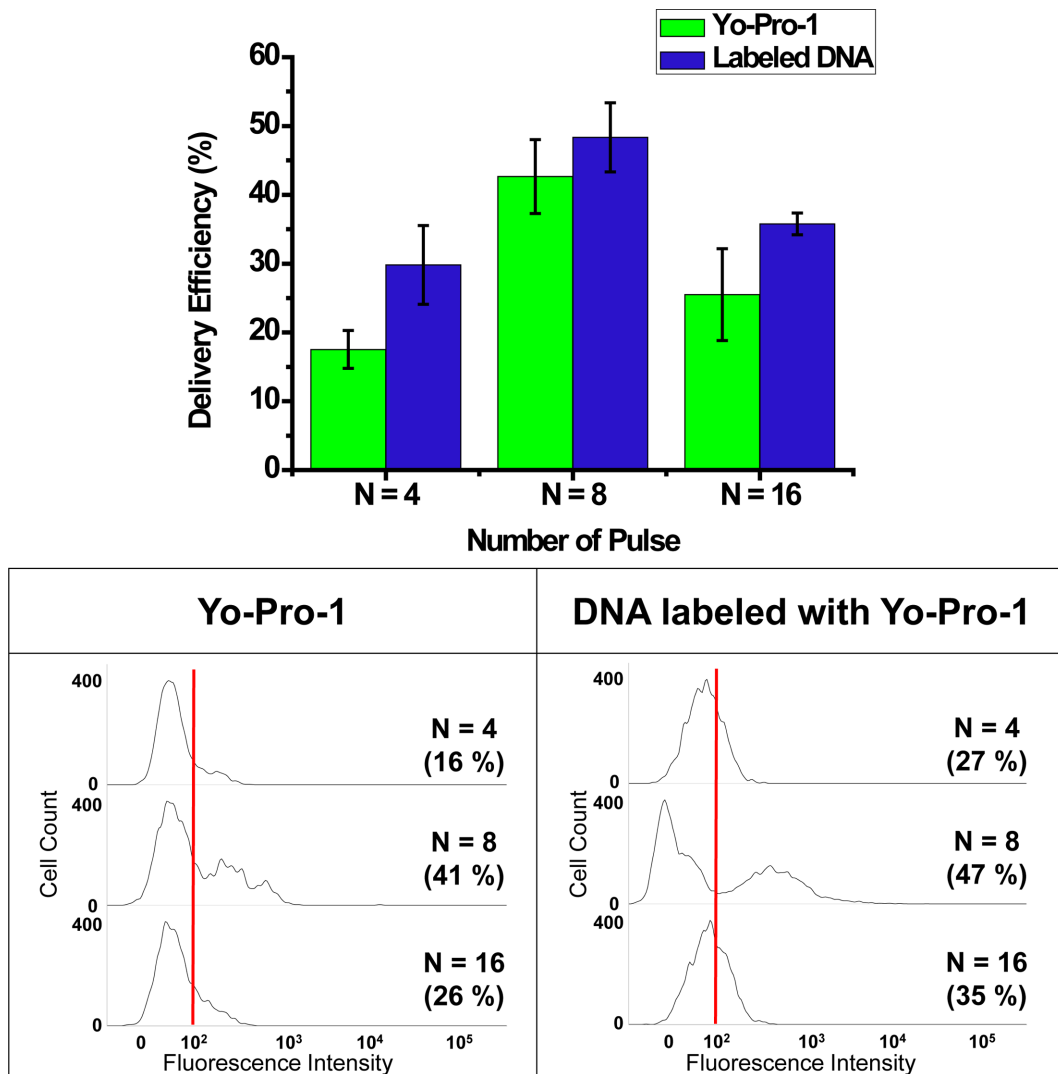 Yo-Pro-1
Labeled DNA
60
50
40
30
20
10
0
Delivery Efficiency (%)
N = 4
N = 8
N = 16
Number of Pulse
Yo-Pro-1
DNA labeled with Yo-Pro-1
Cell Count
400
0
N = 4
(16 %)
400
0
N = 8
(41 %)
400
0
N = 16
(26 %)
0 10² 10³ 10⁴ 10⁵
Fluorescence Intensity
Cell Count
400
0
N = 4
(27 %)
400
0
N = 8
(47 %)
400
0
N = 16
(35 %)
0 10² 10³ 10⁴ 10⁵
Fluorescence Intensity